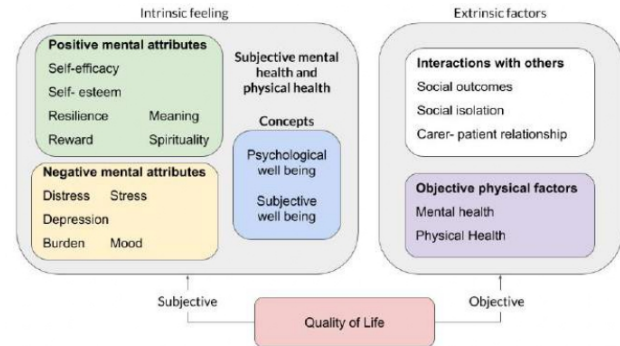 Intrinsic feeling
Positive mental attributes
Self-efficacy
Self- esteem
Resilience Meaning
Reward Spirituality
Negative mental attributes
Distress Stress
Depression
Burden Mood
Subjective mental
health and
physical health
Concepts
Psychological
well being
Subjective
well being
Extrinsic factors
Interactions with others
Social outcomes
Social isolation
Carer- patient relationship
Objective physical factors
Mental health
Physical Health
Subjective
Quality of Life
Objective